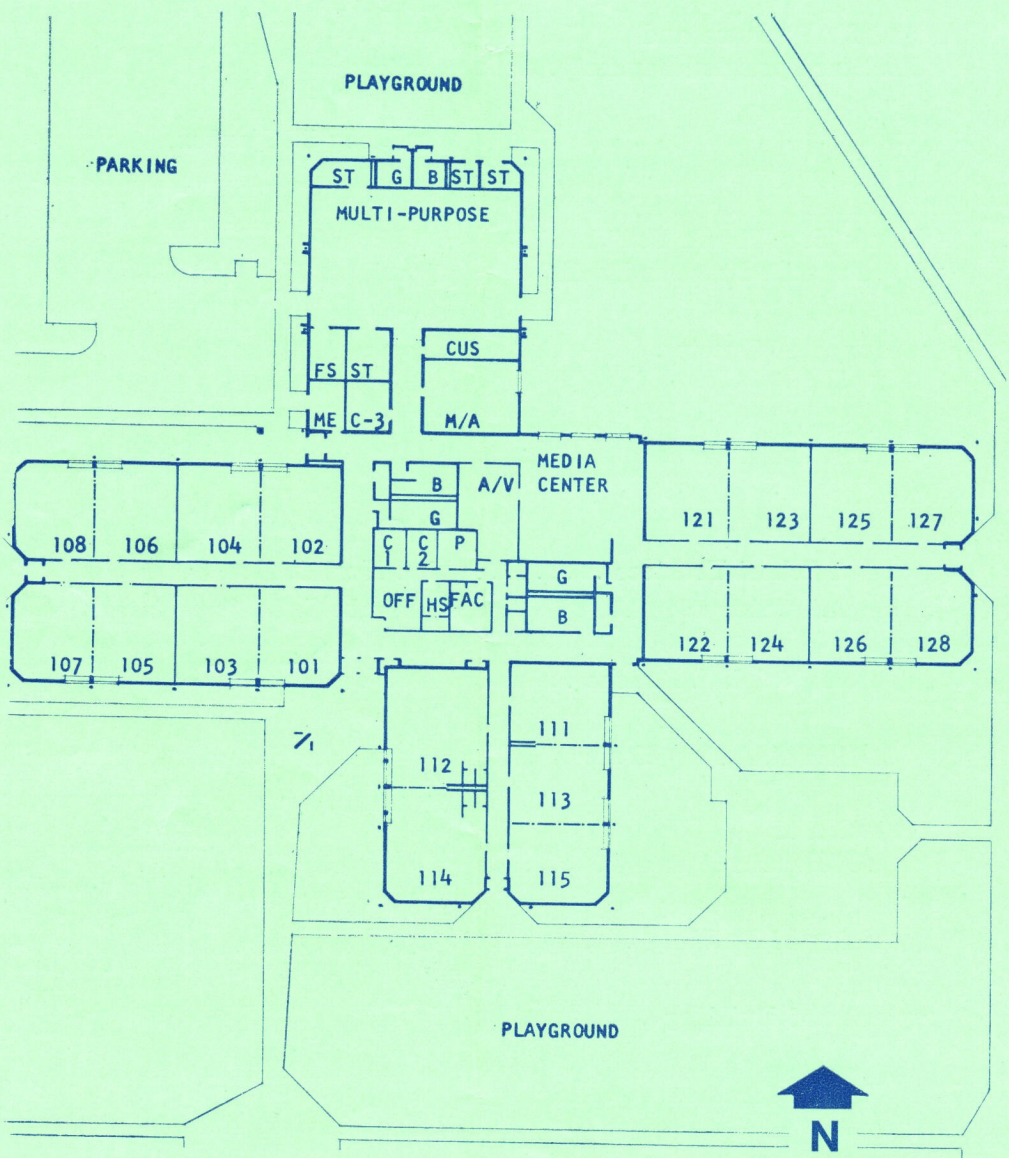 PLAYGROUND
PARKING
ST G B ST ST
MULTI-PURPOSE
CUS
FS ST
ME C-3 M/A
MEDIA
CENTER
B A/V
G
121 123 125 127
108 106 104 102
C
1
C
2
P
G
OFF HS FAC
B
122 124 126 128
107 105 103 101
111
112
113
114 115
PLAYGROUND
N